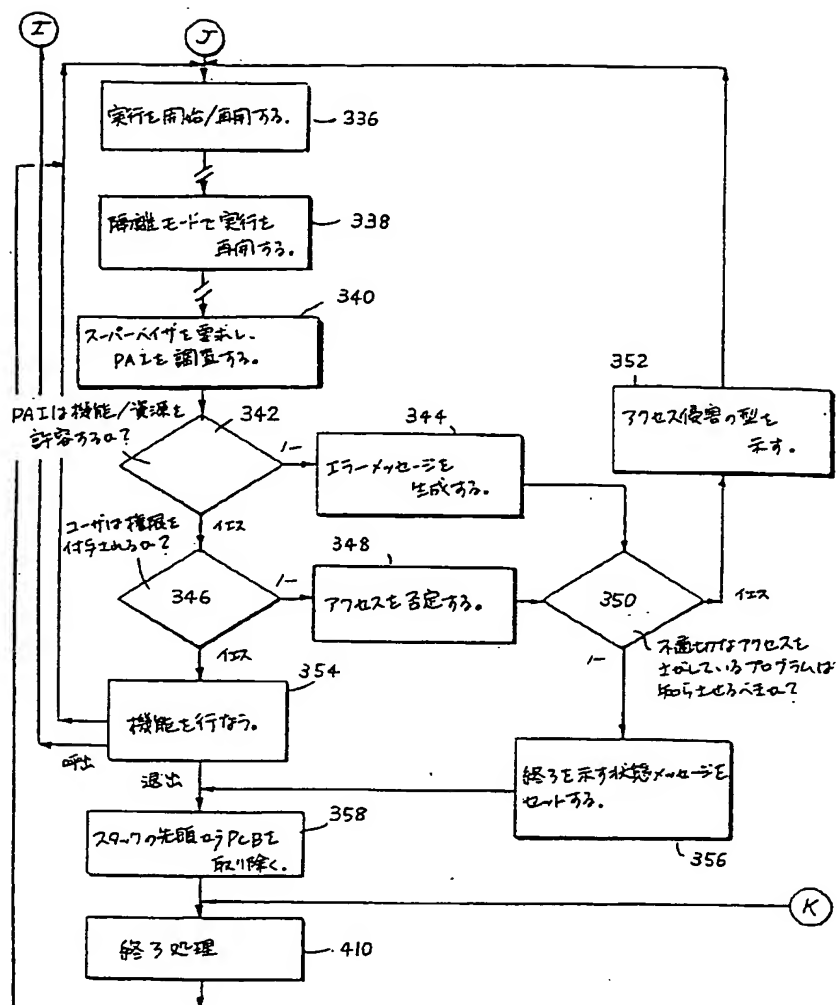 I
J
実行を開始/再開する。
336
隔離モードで実行を
再開する。
338
340
スーパーバイザを要求し、
PAIを調査する。
PAIは機能/資源を
許容するか?
342
ノー
344
エラーメッセージを
生成する。
352
アクセス侵害の型を
示す。
イエス
ユーザは権限を
付与されるか?
346
ノー
348
アクセスを否定する。
350
イエス
ノー
不適切なアクセスを
さがしているプログラムは
知らせるべきか?
イエス
354
機能を行なう。
呼出
退出
終了を示す状態メッセージを
セットする。
356
358
スタックの先頭からPCBを
取り除く。
K
終了処理
410